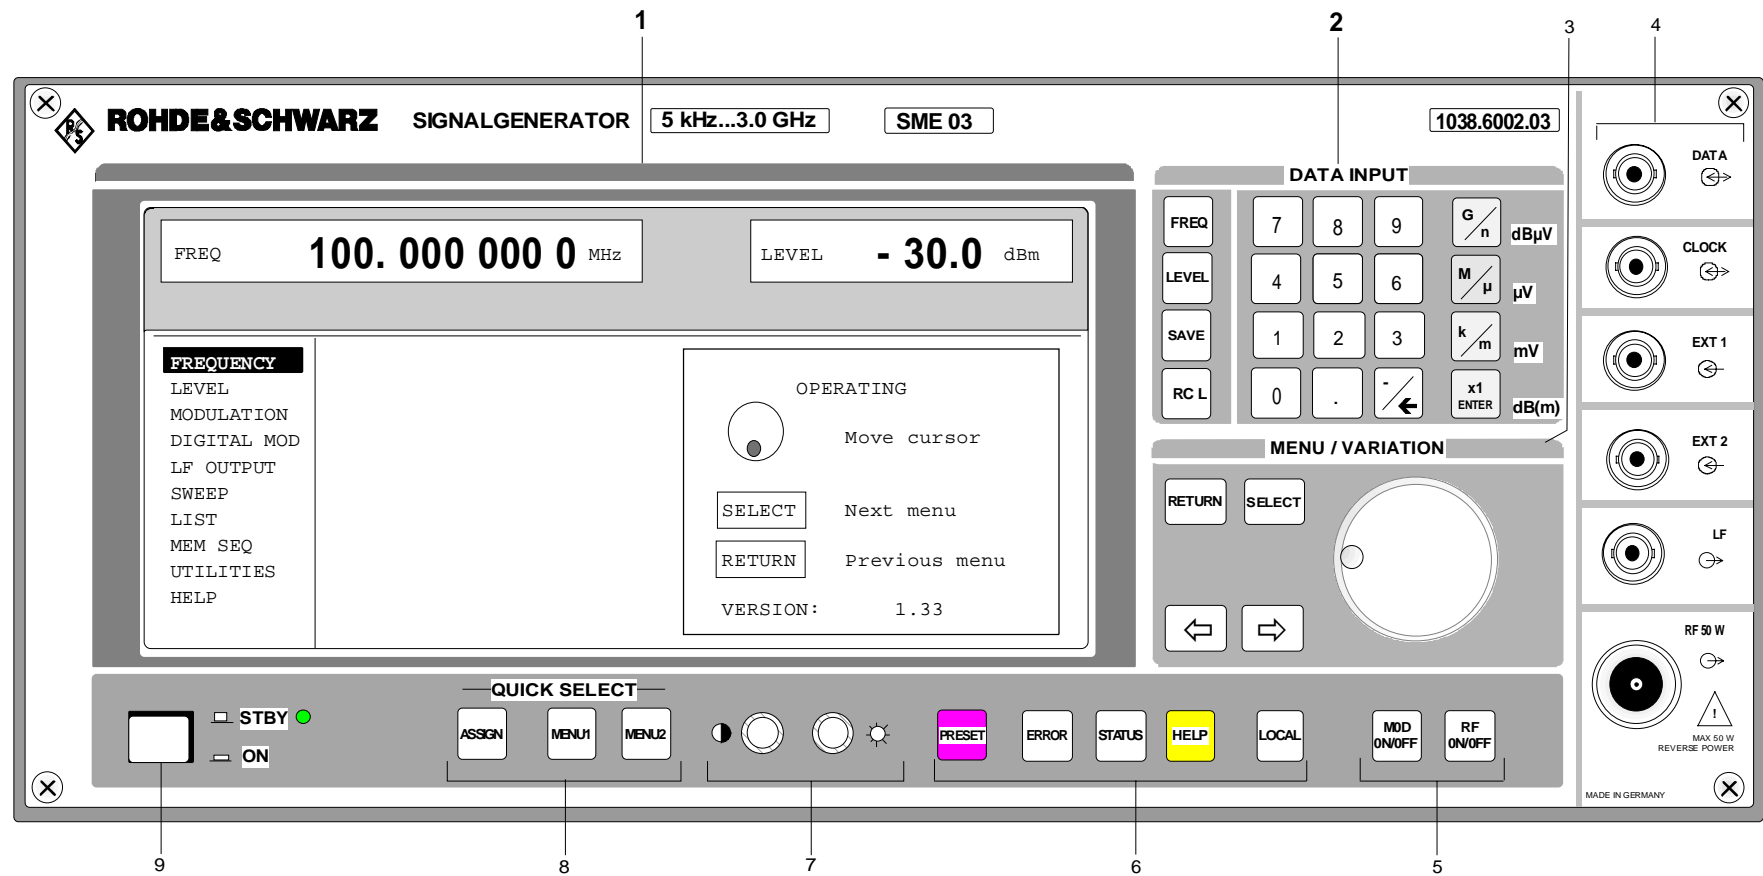 1
2
3
4
ROHDE&SCHWARZ SIGNALGENERATOR 5 kHz...3.0 GHz SME 03 1038.6002.03
FREQ 100. 000 000 0 MHz
LEVEL - 30.0 dBm
FREQUENCY
LEVEL
MODULATION
DIGITAL MOD
LF OUTPUT
SWEEP
LIST
MEM SEQ
UTILITIES
HELP
OPERATING
Move cursor
SELECT Next menu
RETURN Previous menu
VERSION: 1.33
DATA INPUT
FREQ 7 8 9 G/n dBµV
LEVEL 4 5 6 M/µ µV
SAVE 1 2 3 k/m mV
RC L 0 . -/← x1 ENTER dB(m)
MENU / VARIATION
RETURN SELECT
DATA
CLOCK
EXT 1
EXT 2
LF
RF 50 W
!
MAX 50 W
REVERSE POWER
MADE IN GERMANY
STBY
ON
QUICK SELECT
ASSIGN MENU1 MENU2
PRESET ERROR STATUS HELP LOCAL
M0D
0N/0FF
RF
0N/0FF
9
8
7
6
5